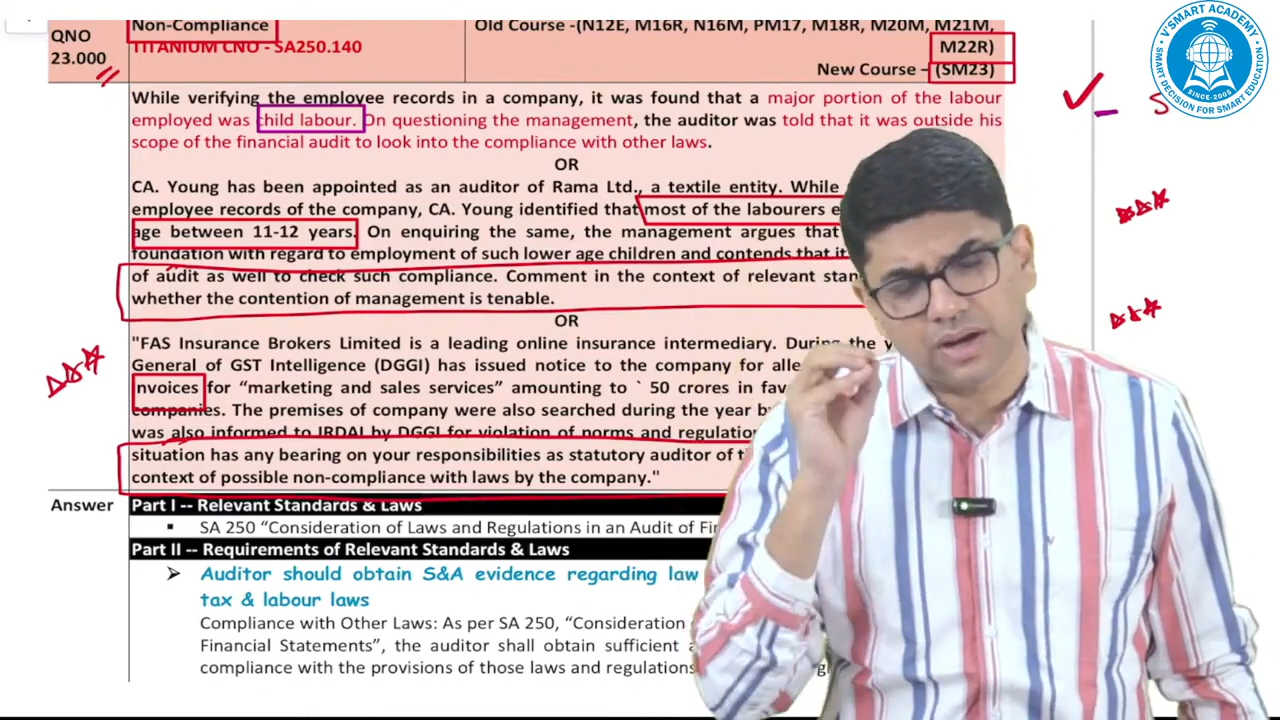 V'SMART ACADEMY
SMART DECISION FOR SMART EDUCATION
SINCE-2005
QNO
23.000
Non-Compliance
TITANIUM CNO - SA250.140
Old Course -(N12E, M16R, N16M, PM17, M18R, M20M, M21M,
M22R)
New Course – (SM23)
While verifying the employee records in a company, it was found that a major portion of the labour
employed was child labour. On questioning the management, the auditor was told that it was outside his
scope of the financial audit to look into the compliance with other laws.
OR
CA. Young has been appointed as an auditor of Rama Ltd., a textile entity. While
employee records of the company, CA. Young identified that most of the labourers
age between 11-12 years. On enquiring the same, the management argues that
foundation with regard to employment of such lower age children and contends that
of audit as well to check such compliance. Comment in the context of relevant
whether the contention of management is tenable.
OR
"FAS Insurance Brokers Limited is a leading online insurance intermediary. During the
General of GST Intelligence (DGGI) has issued notice to the company for
invoices for “marketing and sales services” amounting to ` 50 crores in
companies. The premises of company were also searched during the year
was also informed to IRDAI by DGGI for violation of norms and
situation has any bearing on your responsibilities as statutory auditor of
context of possible non-compliance with laws by the company."
Answer
Part I -- Relevant Standards & Laws
▪ SA 250 “Consideration of Laws and Regulations in an Audit of
Part II -- Requirements of Relevant Standards & Laws
➢ Auditor should obtain S&A evidence regarding law
tax & labour laws
Compliance with Other Laws: As per SA 250, “Consideration
Financial Statements”, the auditor shall obtain sufficient
compliance with the provisions of those laws and regulations